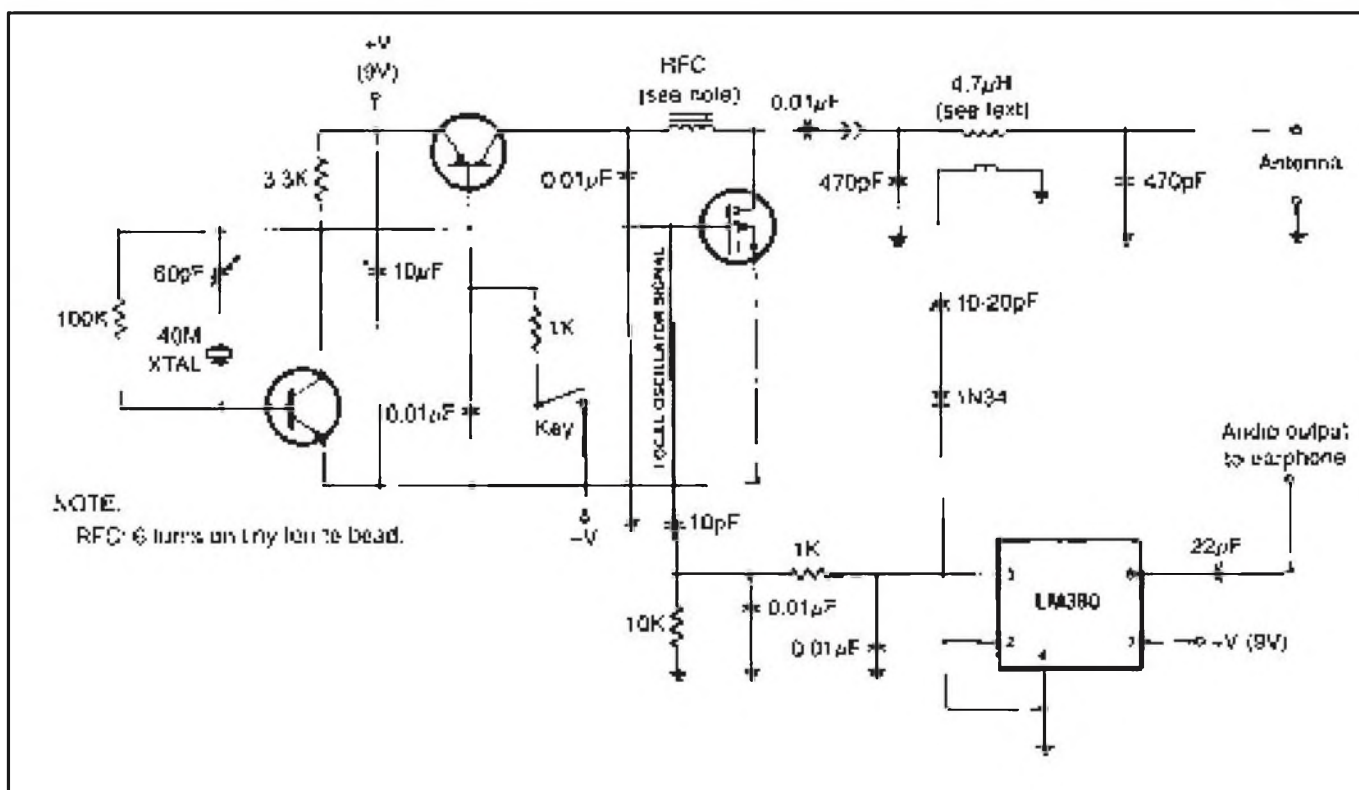 +V
(9V)
RFC
(see note)
0.01µF
4.7µH
(see text)
Antenna
3.3K
0.01µF
470pF
470pF
60pF
10µF
100K
1K
40M
XTAL
LOCAL OSCILLATOR SIGNAL
10-20pF
0.01µF
Key
1N34
Audio output
to earphone
NOTE.
RFC: 6 turns on tiny ferrite bead.
10pF
1K
22µF
LM380
10K
0.01µF
0.01µF
2
4
+V (9V)